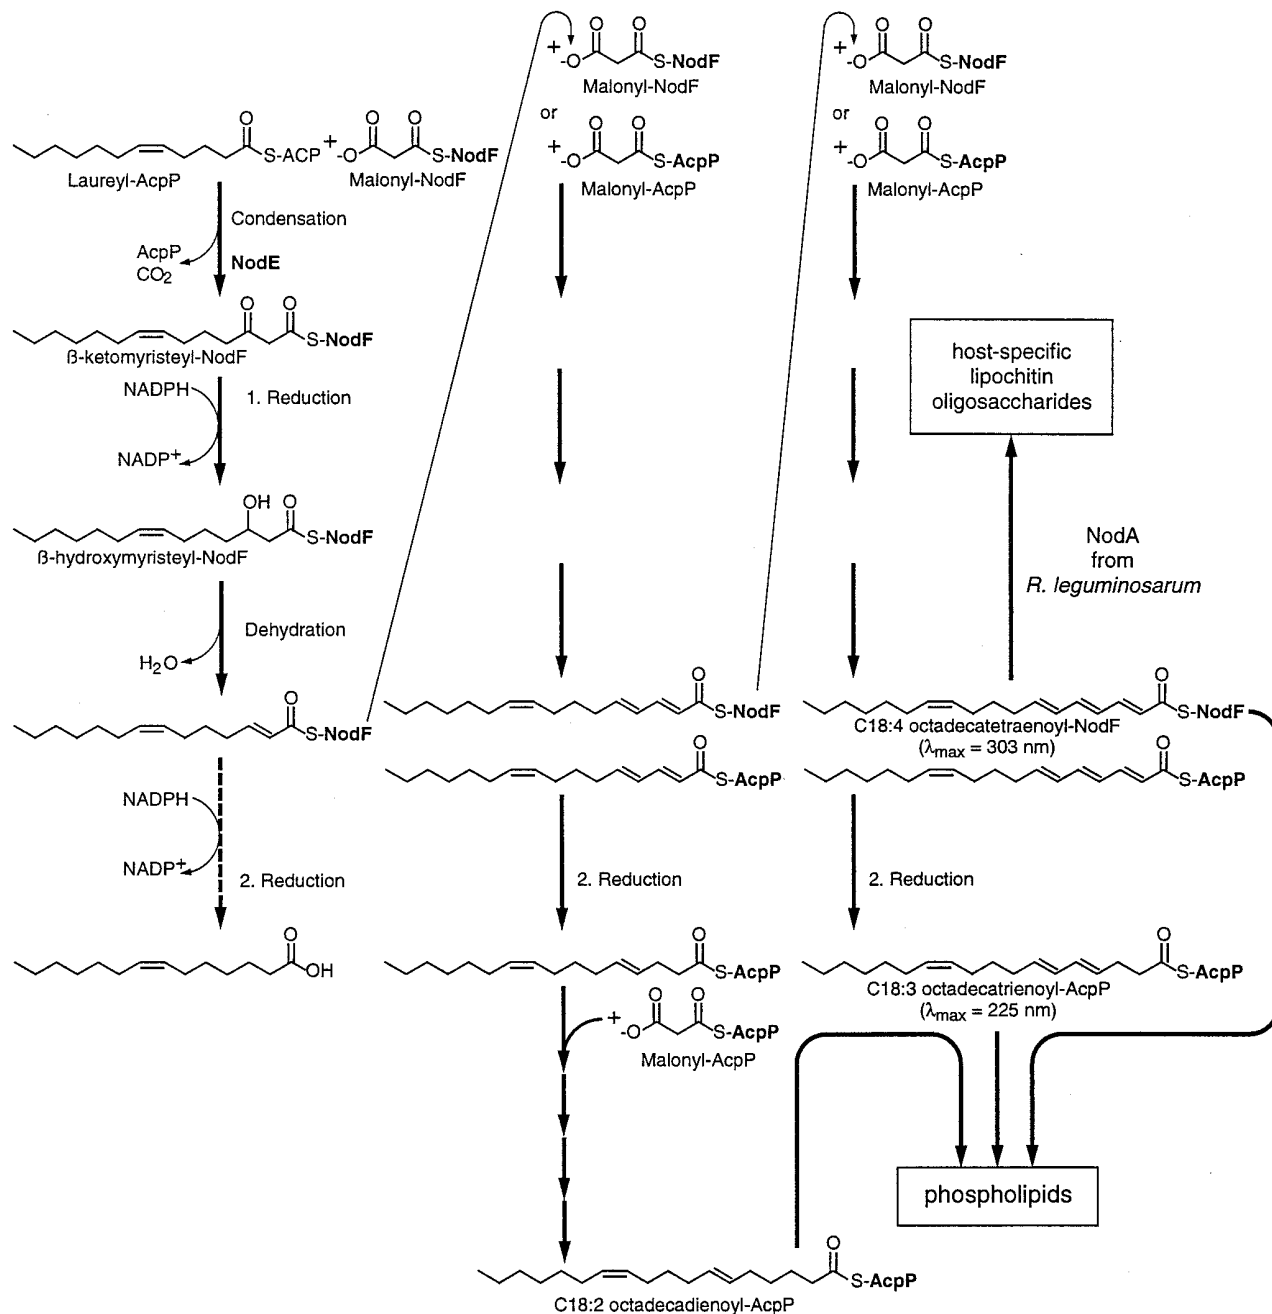 O O
S-ACP
Laureyl-AcpP
+
-O
O O
S-NodF
Malonyl-NodF
Condensation
AcpP
CO2
NodE
O O
S-NodF
ß-ketomyristeyl-NodF
NADPH
1. Reduction
NADP+
OH O
S-NodF
ß-hydroxymyristeyl-NodF
Dehydration
H2O
O
S-NodF
NADPH
NADP+
2. Reduction
O
OH
O O
+
-O
S-NodF
Malonyl-NodF
or
O O
+
-O
S-AcpP
Malonyl-AcpP
O
S-NodF
O
S-AcpP
2. Reduction
O
S-AcpP
O O
+
-O
S-AcpP
Malonyl-AcpP
O
S-AcpP
C18:2 octadecadienoyl-AcpP
O O
+
-O
S-NodF
Malonyl-NodF
or
O O
+
-O
S-AcpP
Malonyl-AcpP
host-specific
lipochitin
oligosaccharides
NodA
from
R. leguminosarum
O
S-NodF
C18:4 octadecatetraenoyl-NodF
(λmax = 303 nm)
O
S-AcpP
2. Reduction
O
S-AcpP
C18:3 octadecatrienoyl-AcpP
(λmax = 225 nm)
phospholipids